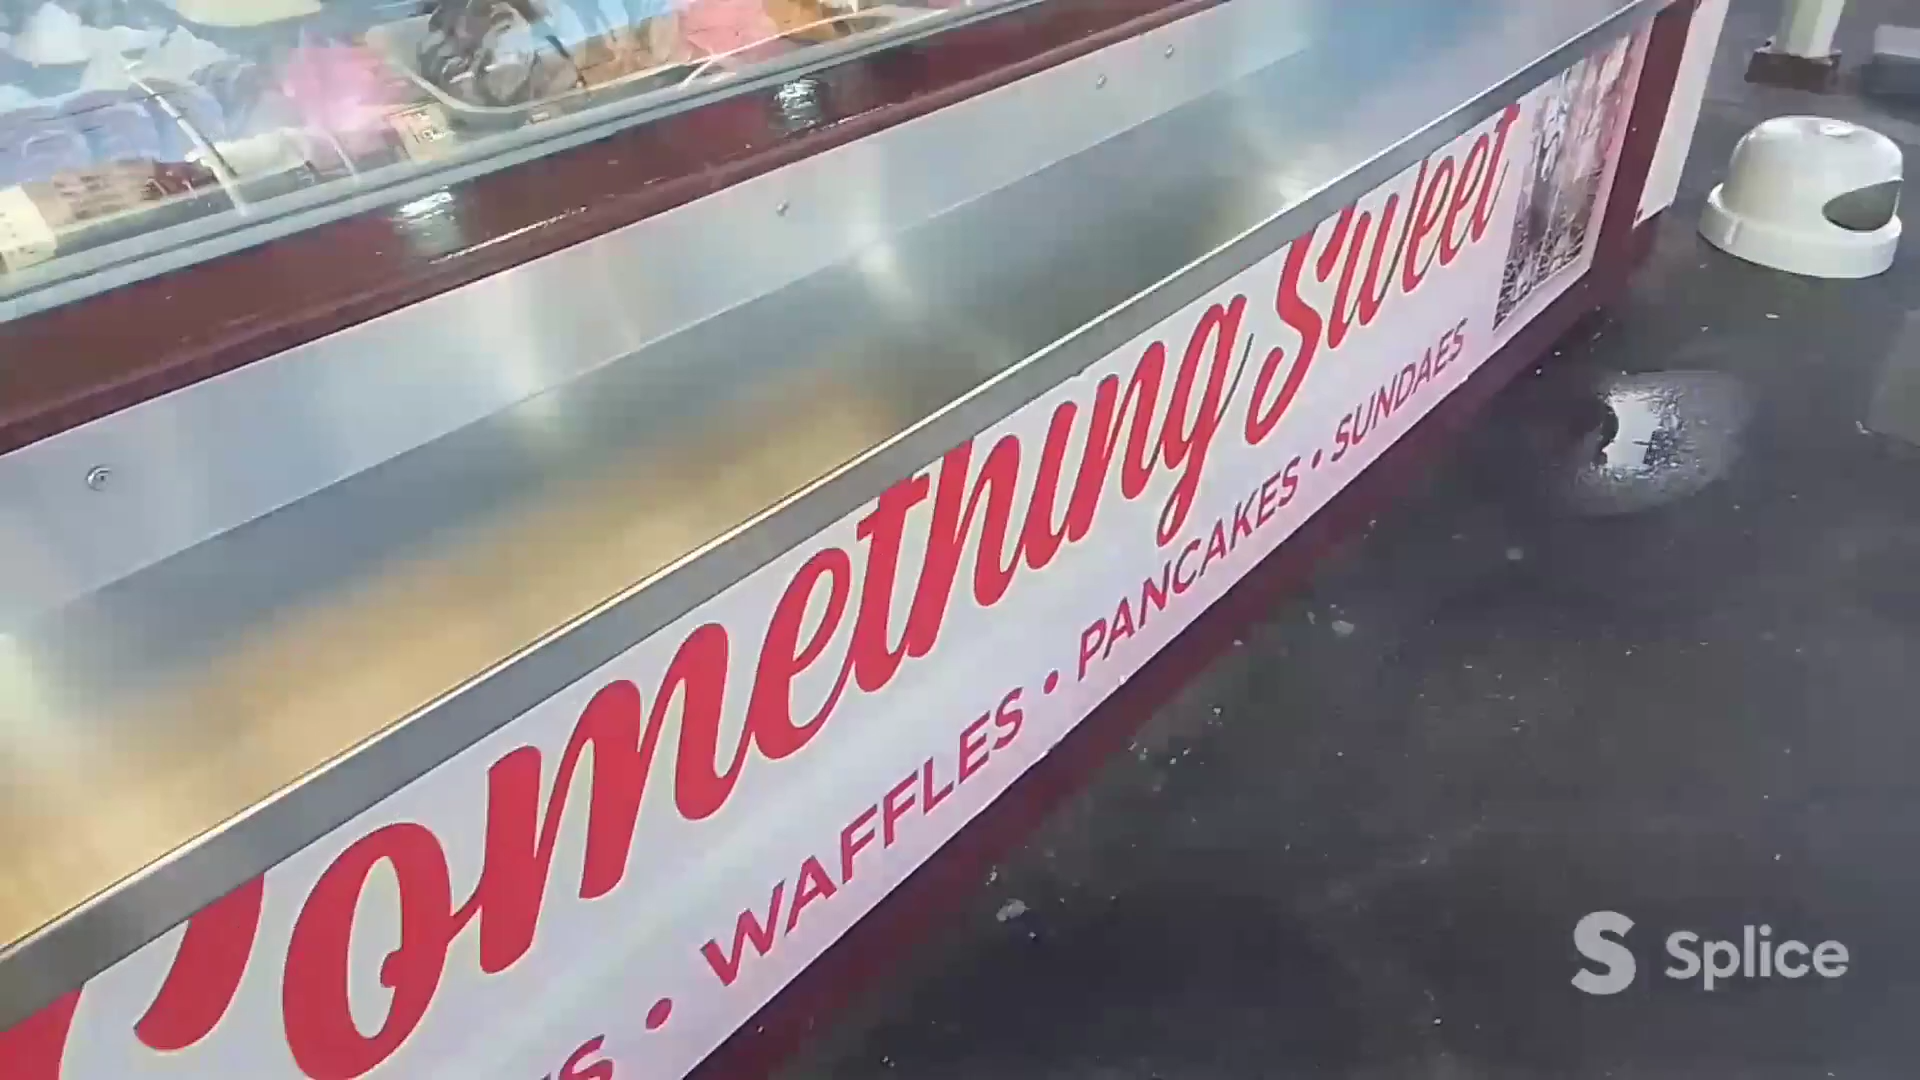 Something Sweet
• WAFFLES • PANCAKES • SUNDAES
S Splice